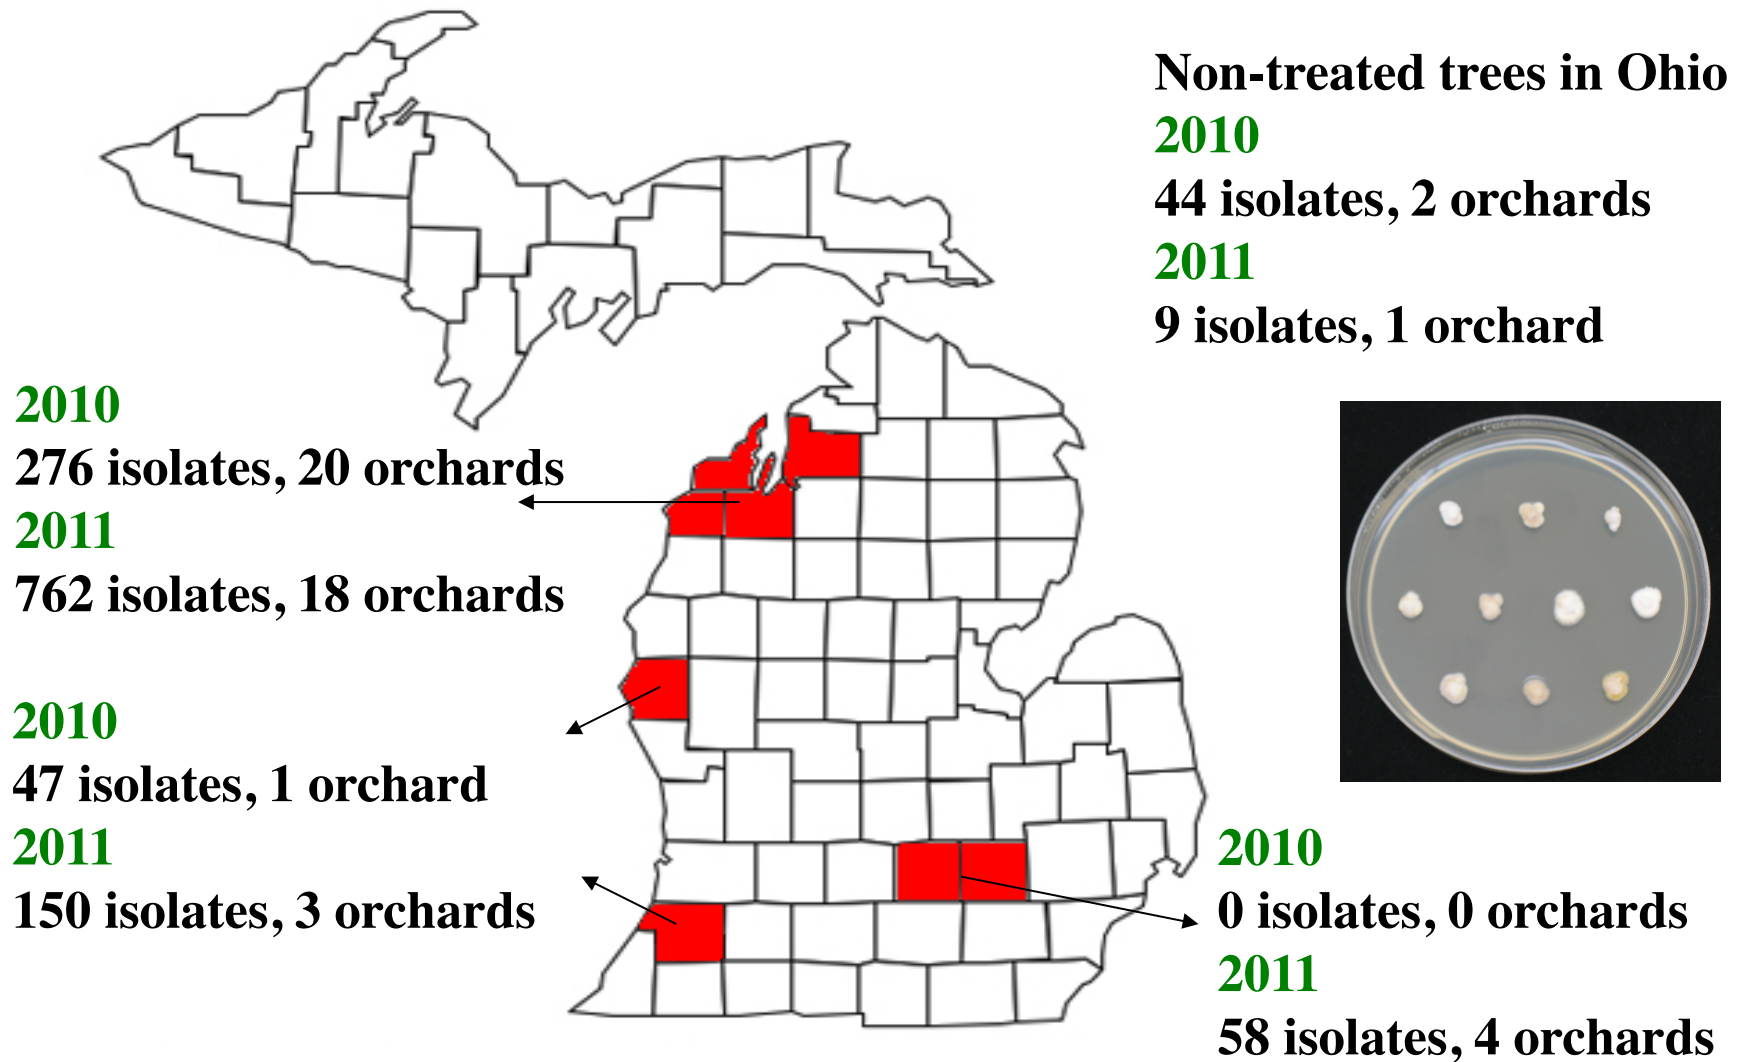 Non-treated trees in Ohio
2010
44 isolates, 2 orchards
2011
9 isolates, 1 orchard
2010
276 isolates, 20 orchards
2011
762 isolates, 18 orchards
2010
47 isolates, 1 orchard
2011
150 isolates, 3 orchards
2010
0 isolates, 0 orchards
2011
58 isolates, 4 orchards